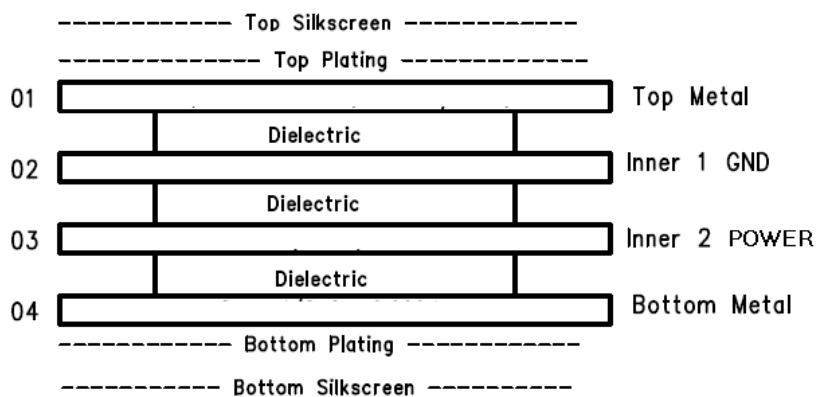 Top Silkscreen
Top Plating
01 Top Metal
Dielectric
02 Inner 1 GND
Dielectric
03 Inner 2 POWER
Dielectric
04 Bottom Metal
Bottom Plating
Bottom Silkscreen